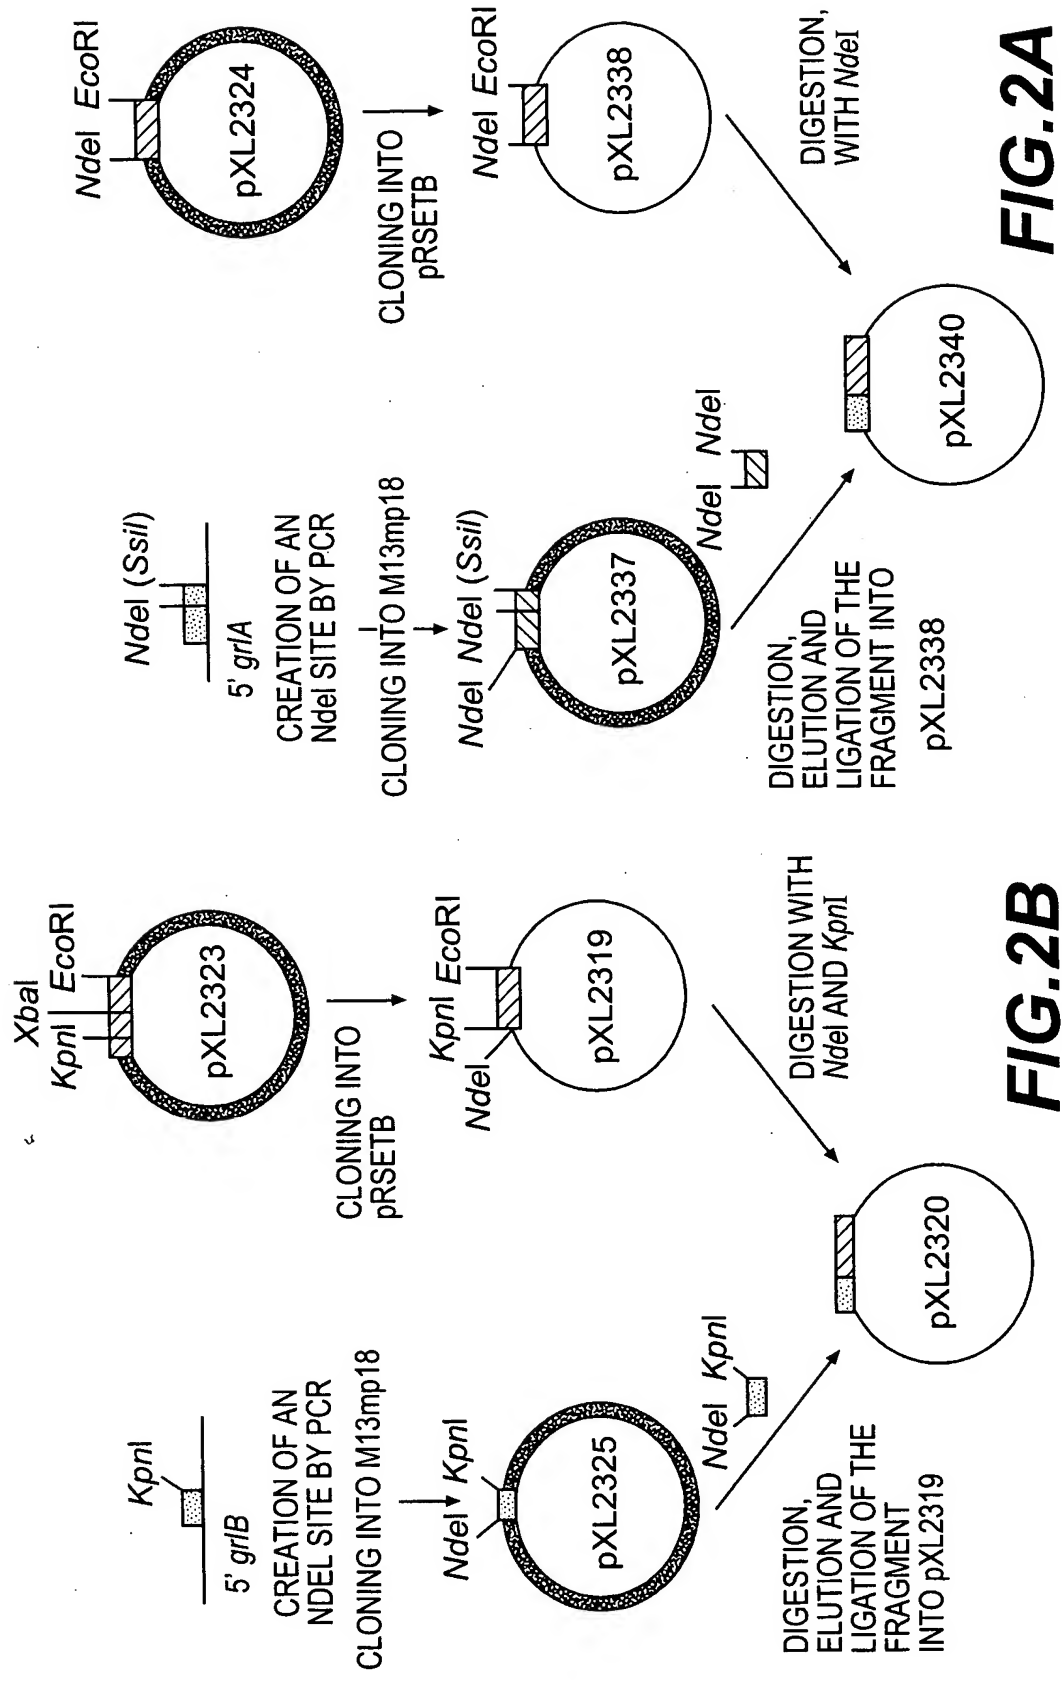 KpnI
5' grlB
CREATION OF AN
NDEL SITE BY PCR
CLONING INTO M13mp18
NdeI KpnI
pXL2325
NdeI KpnI
DIGESTION,
ELUTION AND
LIGATION OF THE
FRAGMENT
INTO pXL2319
XbaI
KpnI EcoRI
pXL2323
CLONING INTO
pRSETB
KpnI EcoRI
NdeI
pXL2319
DIGESTION WITH
NdeI AND KpnI
pXL2320
FIG.2B
NdeI (SsiI)
5' grlA
CREATION OF AN
NdeI SITE BY PCR
CLONING INTO M13mp18
NdeI NdeI (SsiI)
pXL2337
NdeI NdeI
DIGESTION,
ELUTION AND
LIGATION OF THE
FRAGMENT INTO
pXL2338
NdeI EcoRI
pXL2324
CLONING INTO
pRSETB
NdeI EcoRI
pXL2338
DIGESTION,
WITH NdeI
pXL2340
FIG.2A